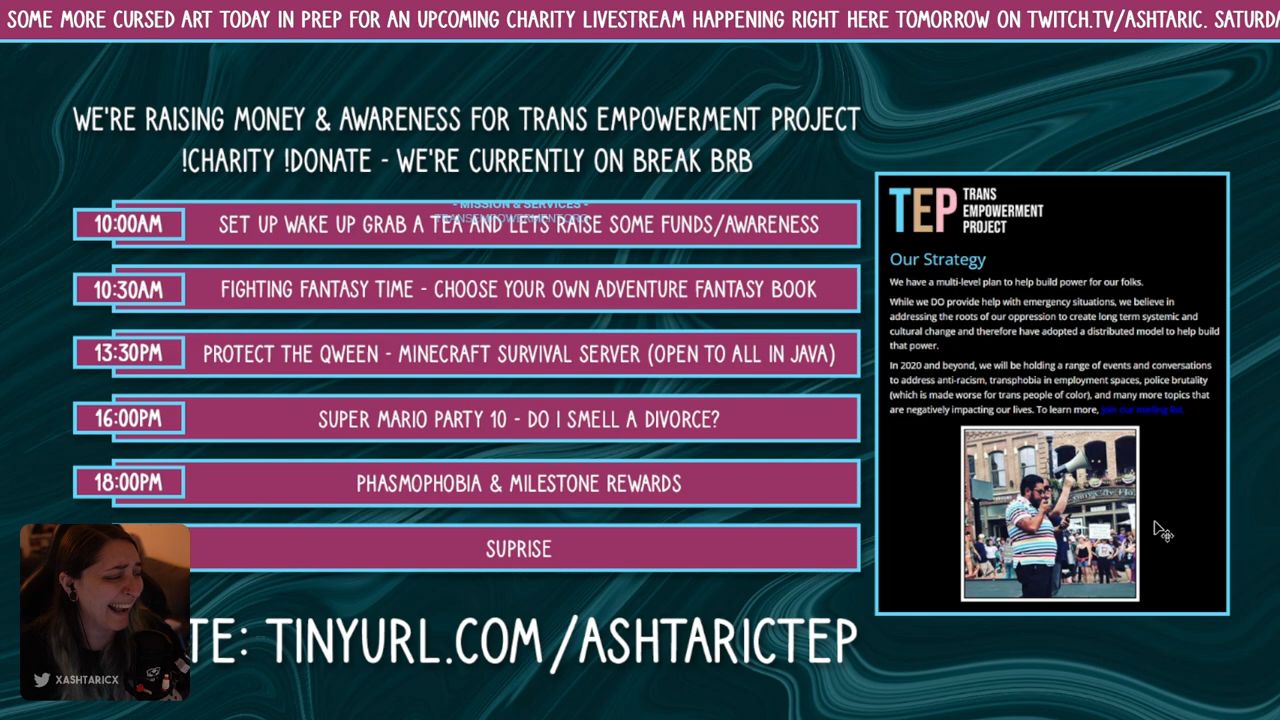 SOME MORE CURSED ART TODAY IN PREP FOR AN UPCOMING CHARITY LIVESTREAM HAPPENING RIGHT HERE TOMORROW ON TWITCH.TV/ASHTARIC.
WE'RE RAISING MONEY & AWARENESS FOR TRANS EMPOWERMENT PROJECT
!CHARITY !DONATE - WE'RE CURRENTLY ON BREAK BRB
- MISSION & SERVICES -
TRANSEMPOWERMENT.ORG
10:00AM SET UP WAKE UP GRAB A TEA AND LETS RAISE SOME FUNDS/AWARENESS
10:30AM FIGHTING FANTASY TIME - CHOOSE YOUR OWN ADVENTURE FANTASY BOOK
13:30PM PROTECT THE QWEEN - MINECRAFT SURVIVAL SERVER (OPEN TO ALL IN JAVA)
16:00PM SUPER MARIO PARTY 10 - DO I SMELL A DIVORCE?
18:00PM PHASMOPHOBIA & MILESTONE REWARDS
SUPRISE
TE: TINYURL.COM/ASHTARICTEP
XASHTARICX
TEP TRANS
EMPOWERMENT
PROJECT
Our Strategy
We have a multi-level plan to help build power for our folks.
While we DO provide help with emergency situations, we believe in
addressing the roots of our oppression to create long term systemic and
cultural change and therefore have adopted a distributed model to help build
that power.
In 2020 and beyond, we will be holding a range of events and conversations
to address anti-racism, transphobia in employment spaces, police brutality
(which is made worse for trans people of color), and many more topics that
are negatively impacting our lives. To learn more, join our mailing list.